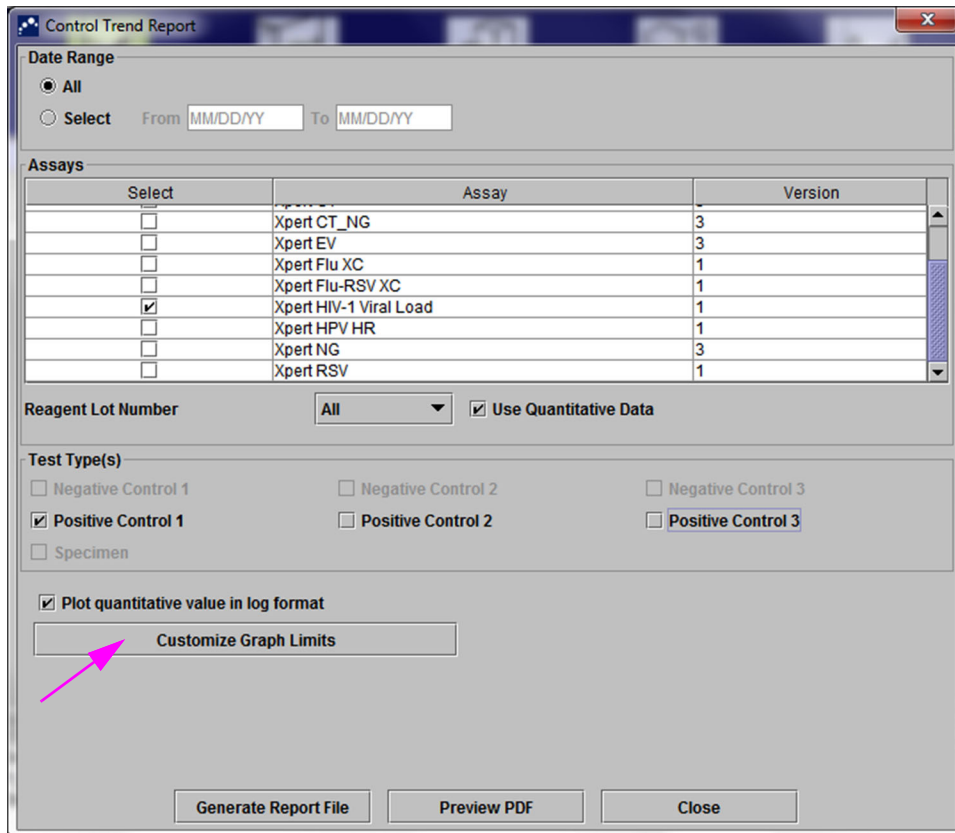 Control Trend Report
Date Range
All
Select From MM/DD/YY To MM/DD/YY
Assays
Select Assay Version
Xpert CT_NG 3
Xpert EV 3
Xpert Flu XC 1
Xpert Flu-RSV XC 1
Xpert HIV-1 Viral Load 1
Xpert HPV HR 1
Xpert NG 3
Xpert RSV 1
Reagent Lot Number All Use Quantitative Data
Test Type(s)
Negative Control 1 Negative Control 2 Negative Control 3
Positive Control 1 Positive Control 2 Positive Control 3
Specimen
Plot quantitative value in log format
Customize Graph Limits
Generate Report File Preview PDF Close